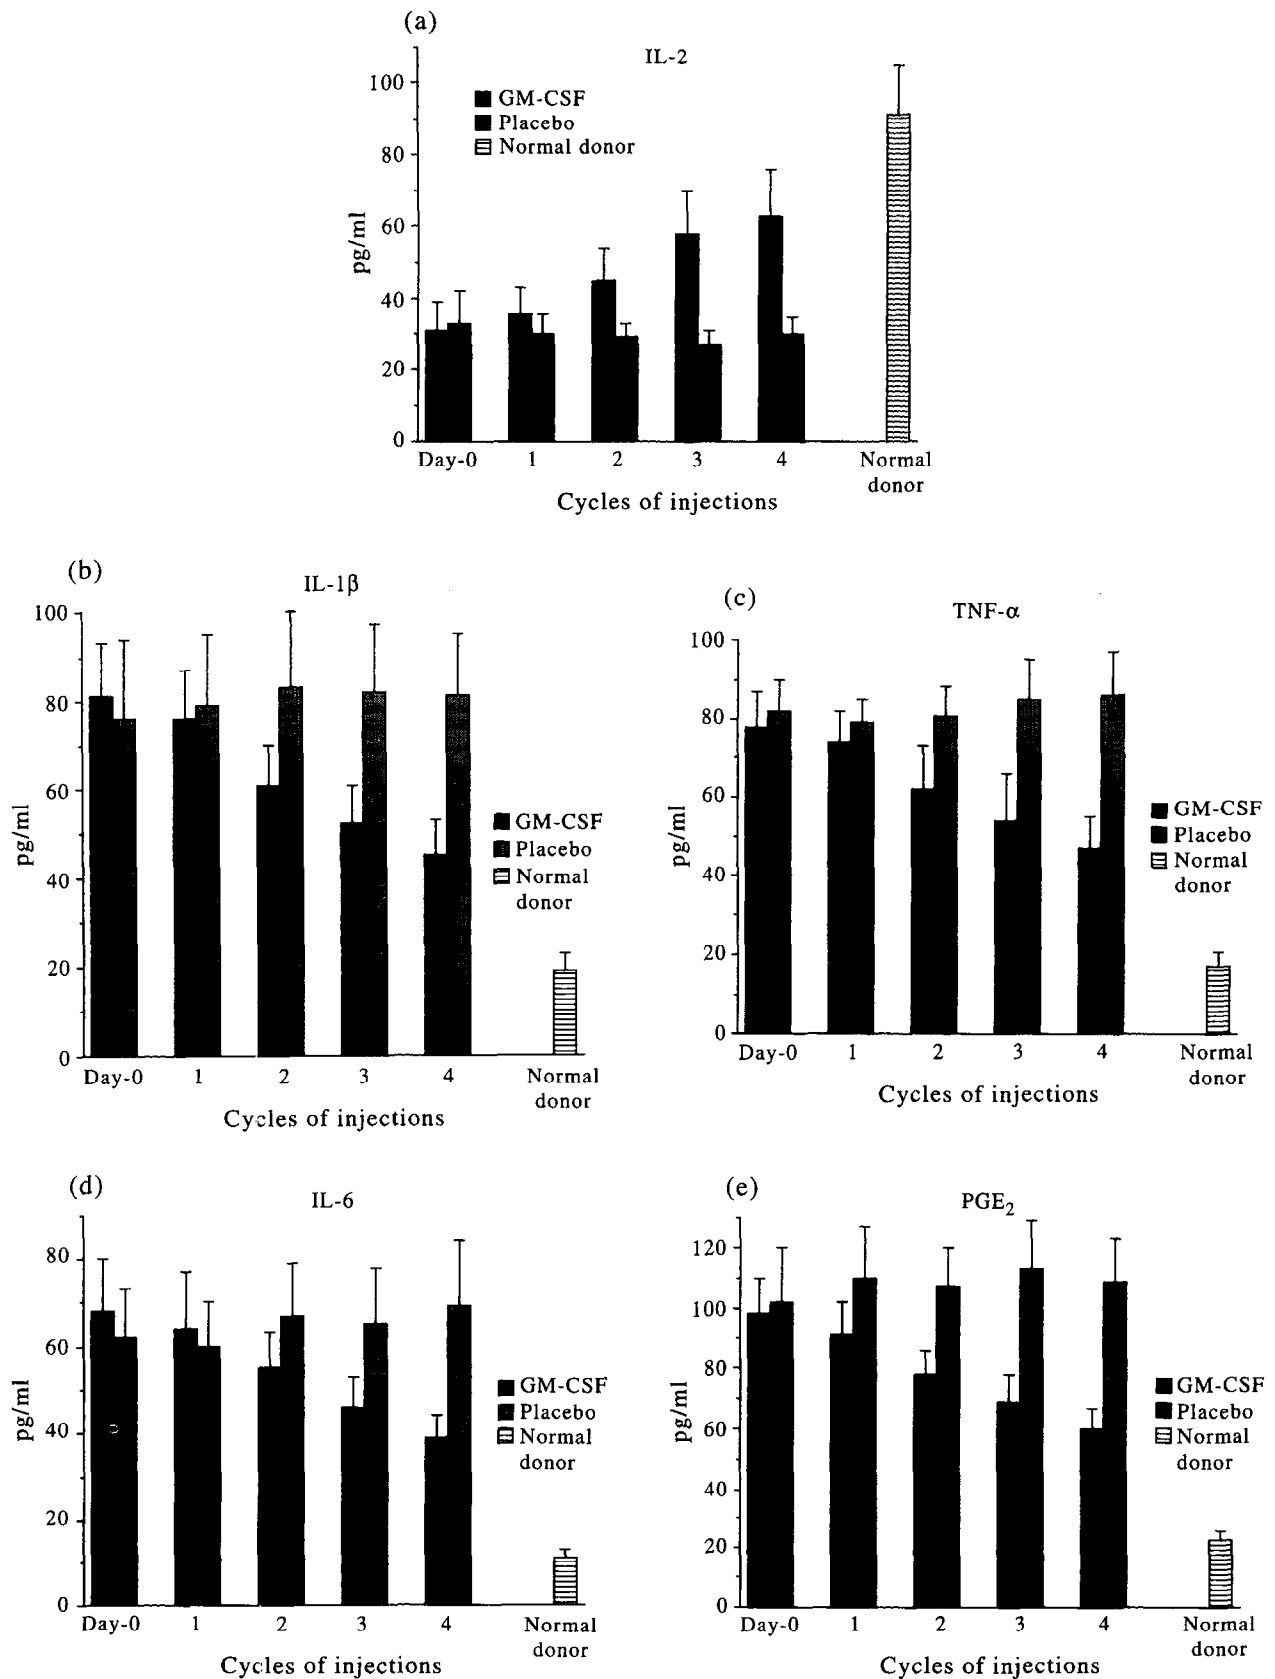 (a)
IL-2
100
80
60
40
20
0
pg/ml
GM-CSF
Placebo
Normal donor
Day-0 1 2 3 4 Normal
donor
Cycles of injections
(b)
IL-1β
100
80
60
40
20
0
pg/ml
GM-CSF
Placebo
Normal
donor
Day-0 1 2 3 4 Normal
donor
Cycles of injections
(c)
TNF-α
100
80
60
40
20
0
pg/ml
GM-CSF
Placebo
Normal
donor
Day-0 1 2 3 4 Normal
donor
Cycles of injections
(d)
IL-6
80
60
40
20
0
pg/ml
GM-CSF
Placebo
Normal
donor
Day-0 1 2 3 4 Normal
donor
Cycles of injections
(e)
PGE₂
120
100
80
60
40
20
0
pg/ml
GM-CSF
Placebo
Normal
donor
Day-0 1 2 3 4 Normal
donor
Cycles of injections